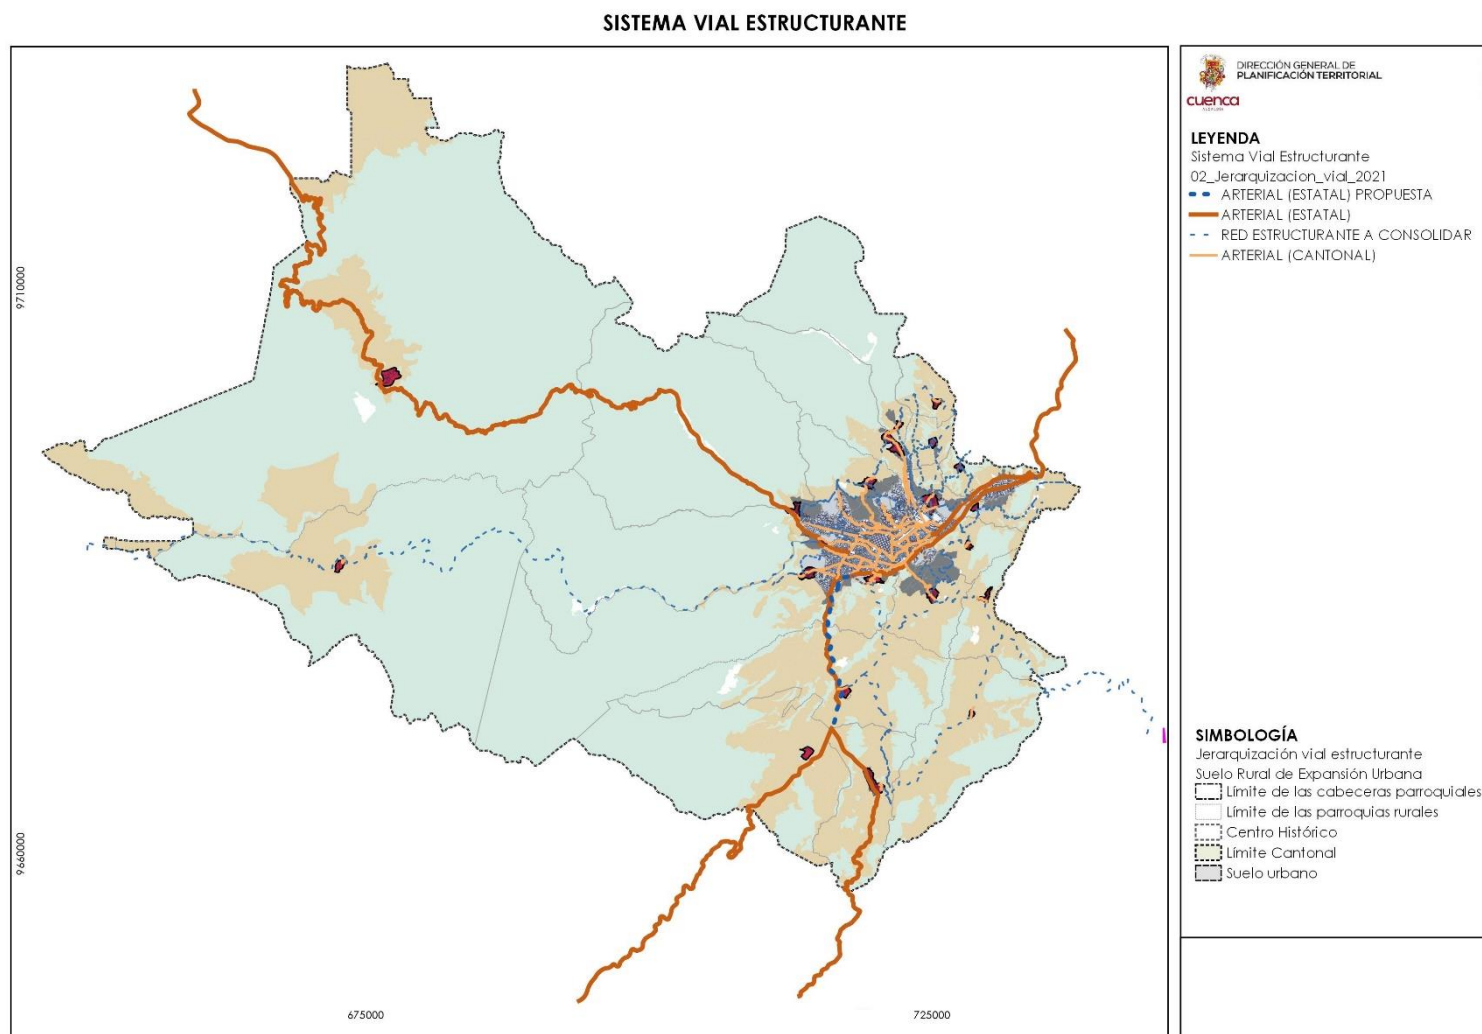 SISTEMA VIAL ESTRUCTURANTE
DIRECCIÓN GENERAL DE
PLANIFICACIÓN TERRITORIAL
cuenca
ALCALDÍA
LEYENDA
Sistema Vial Estructurante
02_Jerarquizacion_vial_2021
ARTERIAL (ESTATAL) PROPUESTA
ARTERIAL (ESTATAL)
RED ESTRUCTURANTE A CONSOLIDAR
ARTERIAL (CANTONAL)
SIMBOLOGÍA
Jerarquización vial estructurante
Suelo Rural de Expansión Urbana
Límite de las cabeceras parroquiales
Límite de las parroquias rurales
Centro Histórico
Límite Cantonal
Suelo urbano
9710000
9660000
675000
725000